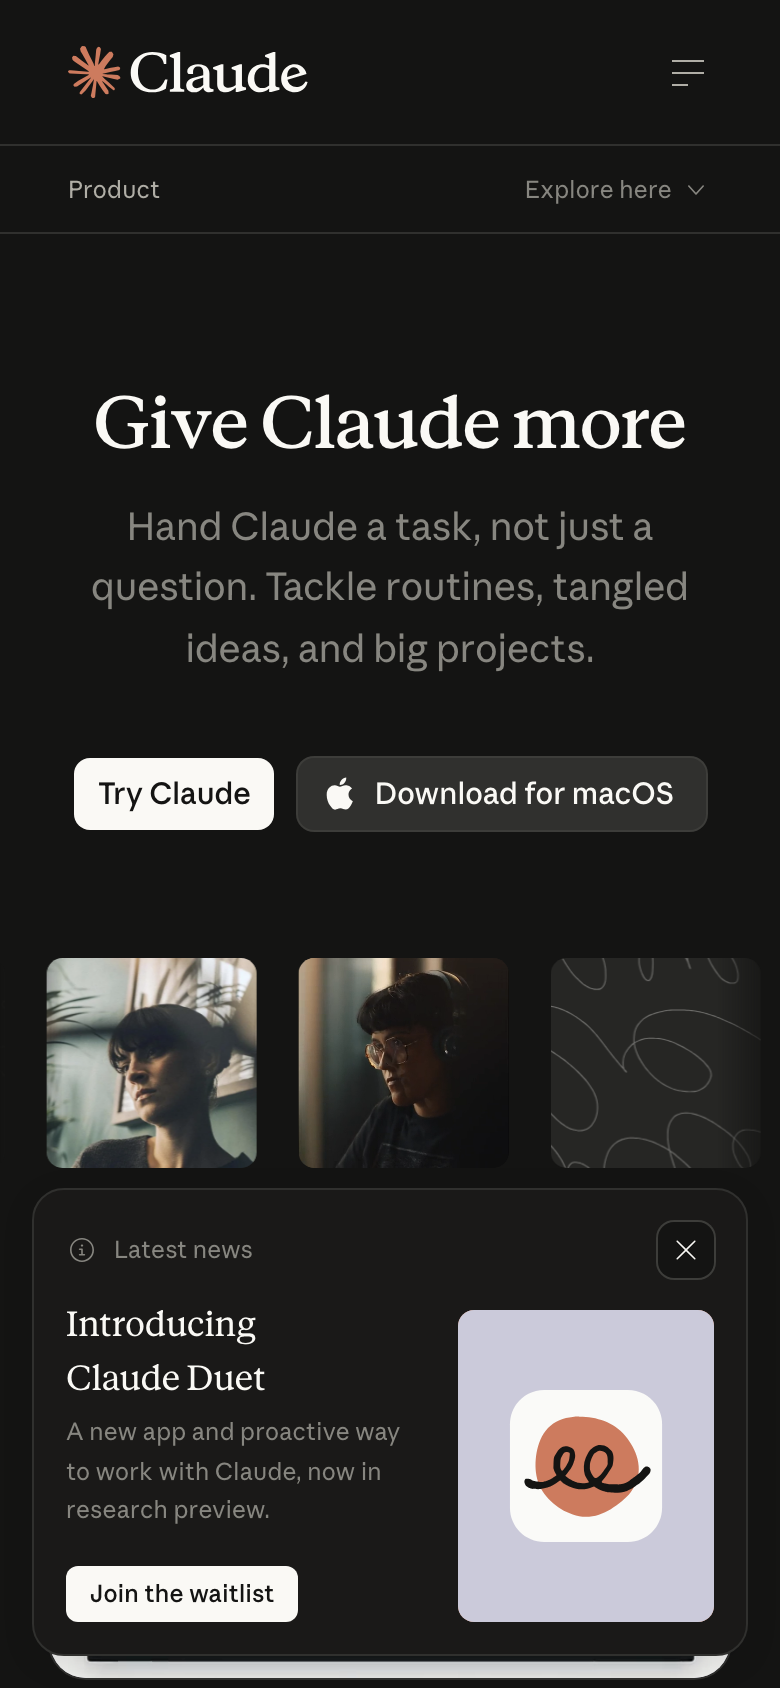 Claude
Product
Explore here
Give Claude more
Hand Claude a task, not just a
question. Tackle routines, tangled
ideas, and big projects.
Try Claude
Download for macOS
Latest news
Introducing
Claude Duet
A new app and proactive way
to work with Claude, now in
research preview.
Join the waitlist